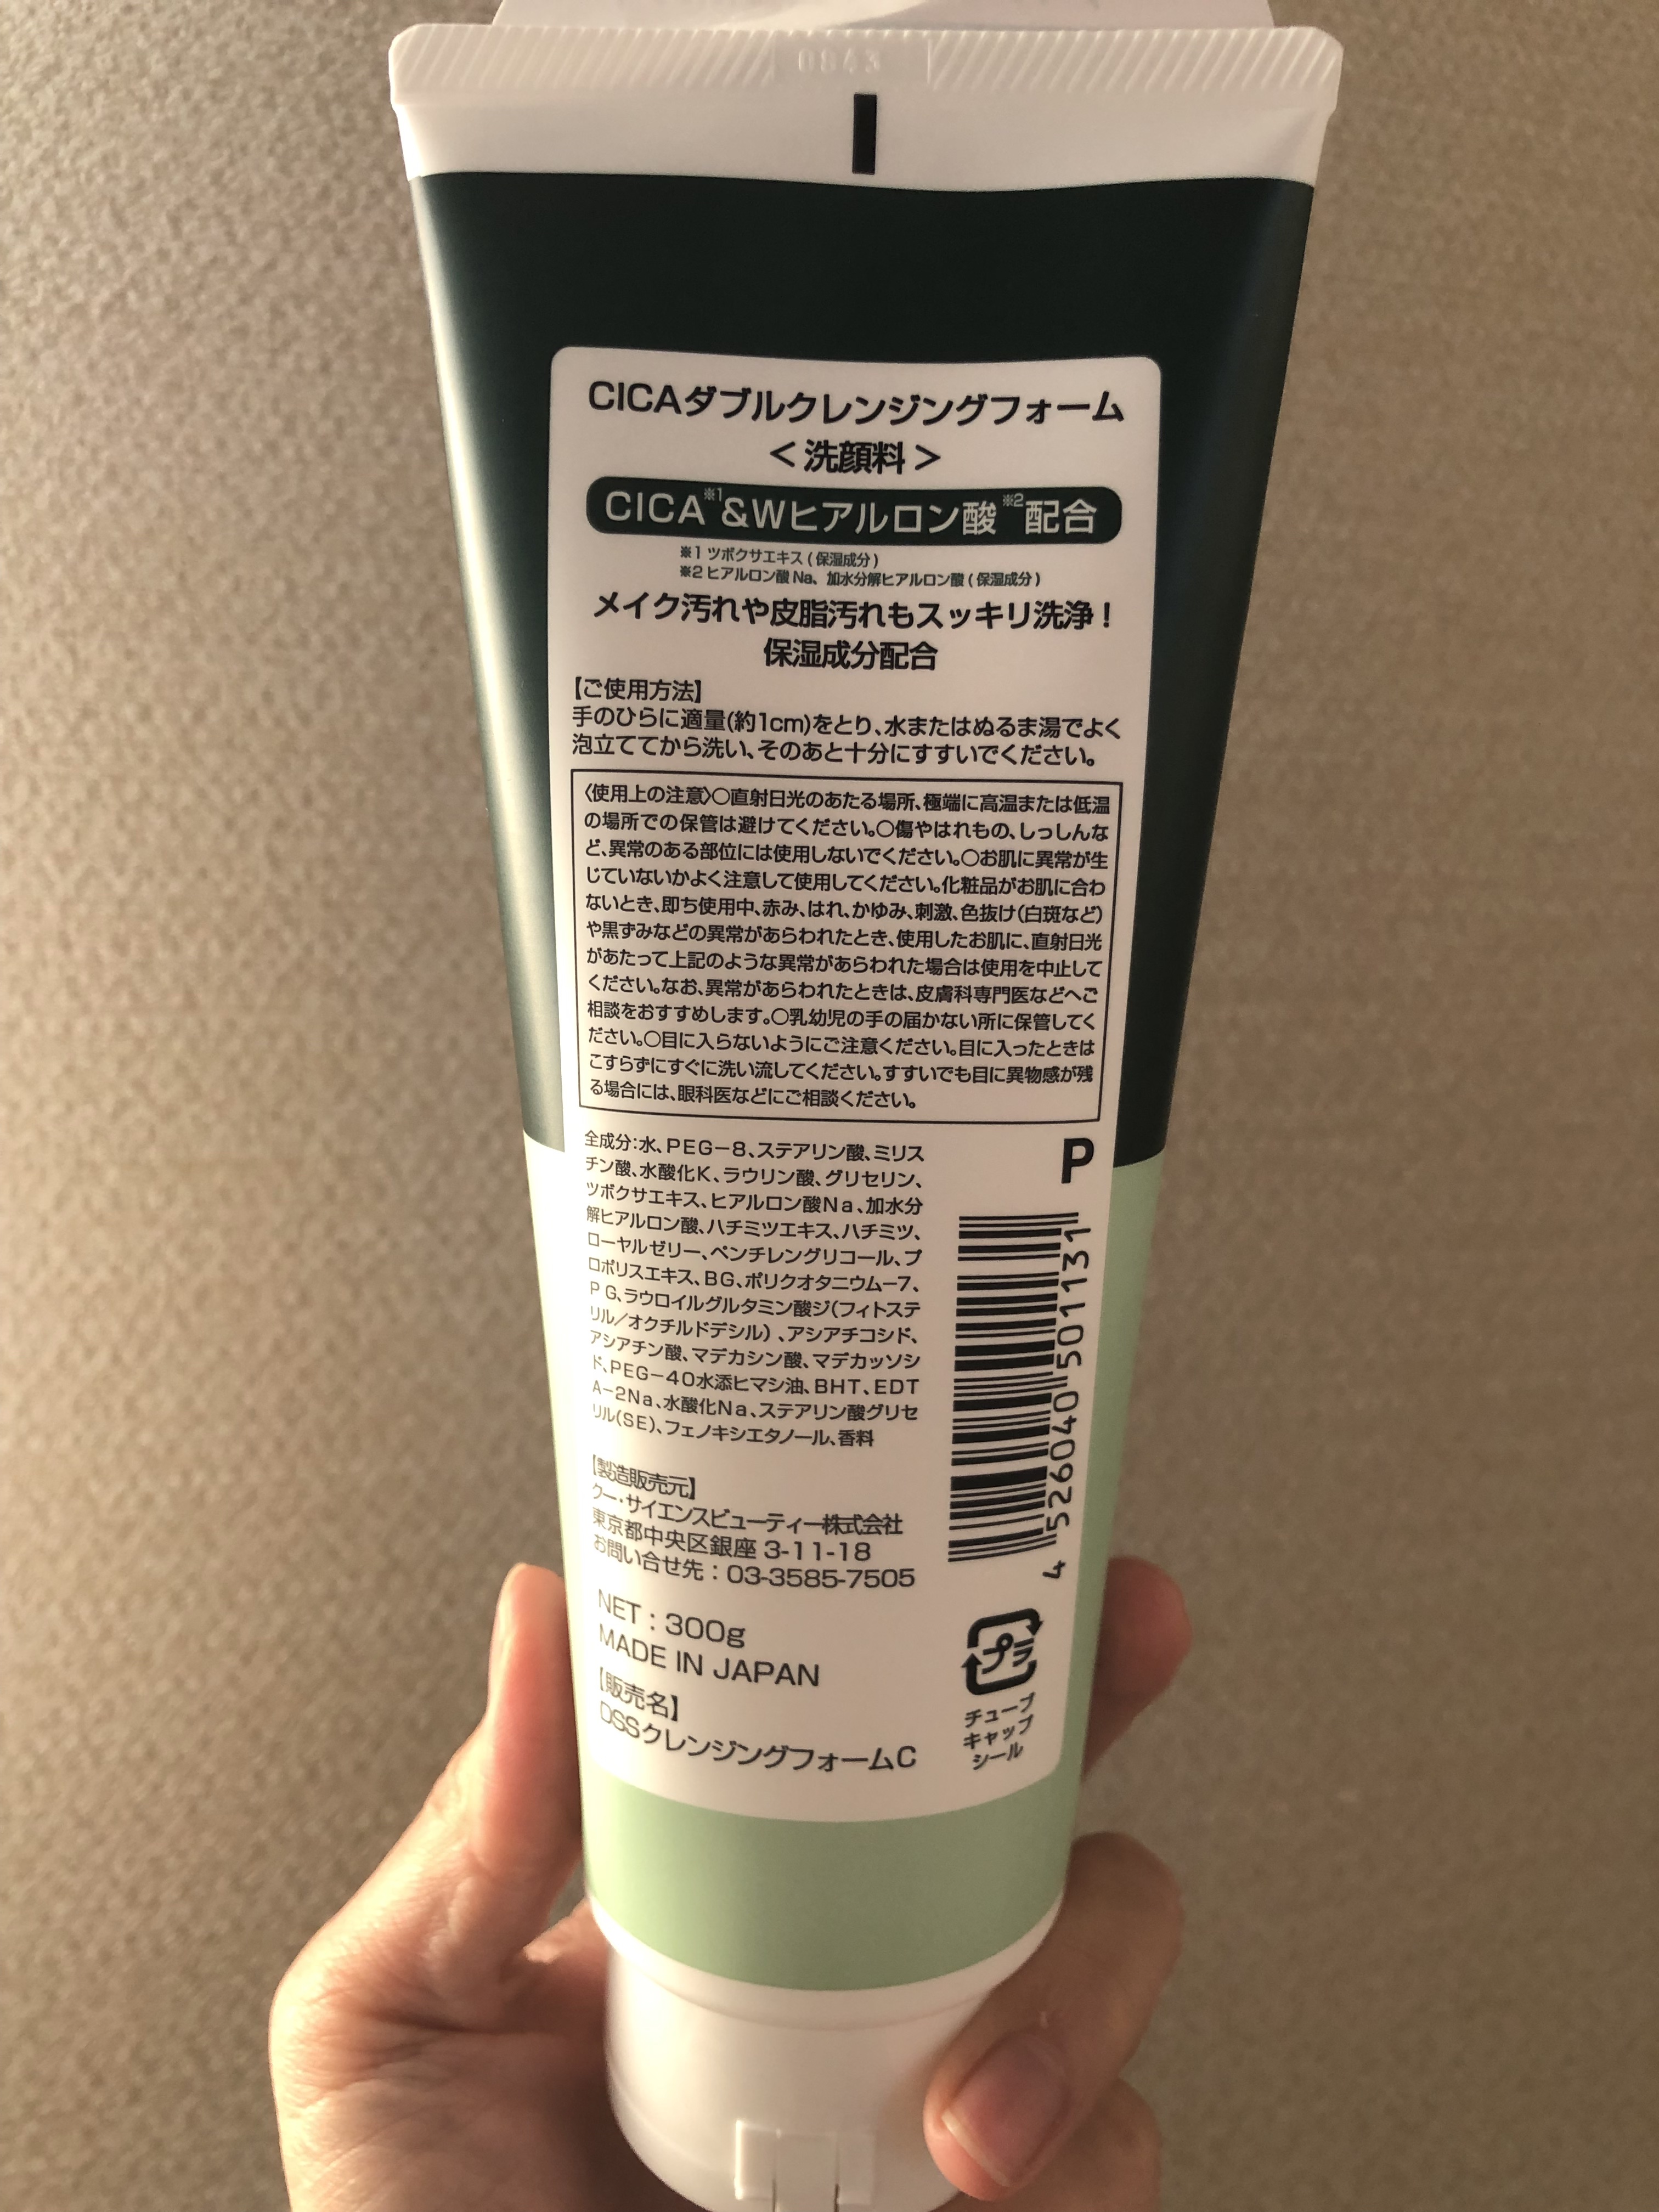 0843
CICAダブルクレンジングフォーム
＜洗顔料＞
CICA※1&Wヒアルロン酸※2配合
※1 ツボクサエキス ( 保湿成分 )
※2 ヒアルロン酸 Na、加水分解ヒアルロン酸 ( 保湿成分 )
メイク汚れや皮脂汚れもスッキリ洗浄！
保湿成分配合
【ご使用方法】
手のひらに適量(約1cm)をとり、水またはぬるま湯でよく
泡立ててから洗い、そのあと十分にすすいでください。
〈使用上の注意〉○直射日光のあたる場所、極端に高温または低温
の場所での保管は避けてください。○傷やはれもの、しっしんな
ど、異常のある部位には使用しないでください。○お肌に異常が生
じていないかよく注意して使用してください。化粧品がお肌に合わ
ないとき、即ち使用中、赤み、はれ、かゆみ、刺激、色抜け（白斑など）
や黒ずみなどの異常があらわれたとき、使用したお肌に、直射日光
があたって上記のような異常があらわれた場合は使用を中止して
ください。なお、異常があらわれたときは、皮膚科専門医などへご
相談をおすすめします。○乳幼児の手の届かない所に保管してく
ださい。○目に入らないようにご注意ください。目に入ったときは
こすらずにすぐに洗い流してください。すすいでも目に異物感が残
る場合には、眼科医などにご相談ください。
全成分：水、PEG－8、ステアリン酸、ミリス
チン酸、水酸化K、ラウリン酸、グリセリン、
ツボクサエキス、ヒアルロン酸Na、加水分
解ヒアルロン酸、ハチミツエキス、ハチミツ、
ローヤルゼリー、ペンチレングリコール、プ
ロポリスエキス、BG、ポリクオタニウム－7、
PG、ラウロイルグルタミン酸ジ（フィトステ
リル／オクチルドデシル）、アシアチコシド、
アシアチン酸、マデカシン酸、マデカッソシ
ド、PEG－40水添ヒマシ油、BHT、EDT
A－2Na、水酸化Na、ステアリン酸グリセ
リル（SE）、フェノキシエタノール、香料
P
4 526040 501131
【製造販売元】
クー・サイエンスビューティー株式会社
東京都中央区銀座 3-11-18
お問い合せ先：03-3585-7505
NET：300g
MADE IN JAPAN
【販売名】
DSSクレンジングフォームC
プラ
チューブ
キャップ
シール